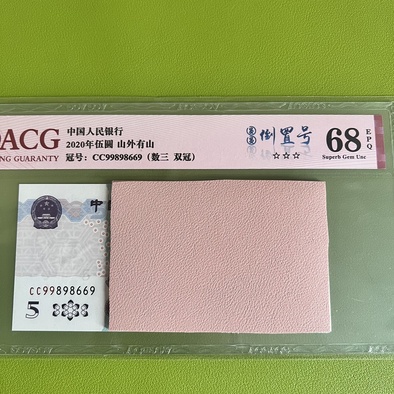 ACG
NG GUARANTY
中国人民银行
2020年伍圆 山外有山
冠号：CC99898669（数三 双冠）
倒置号
☆☆☆
68
EPQ
Superb Gem Unc
中
CC99898669
5